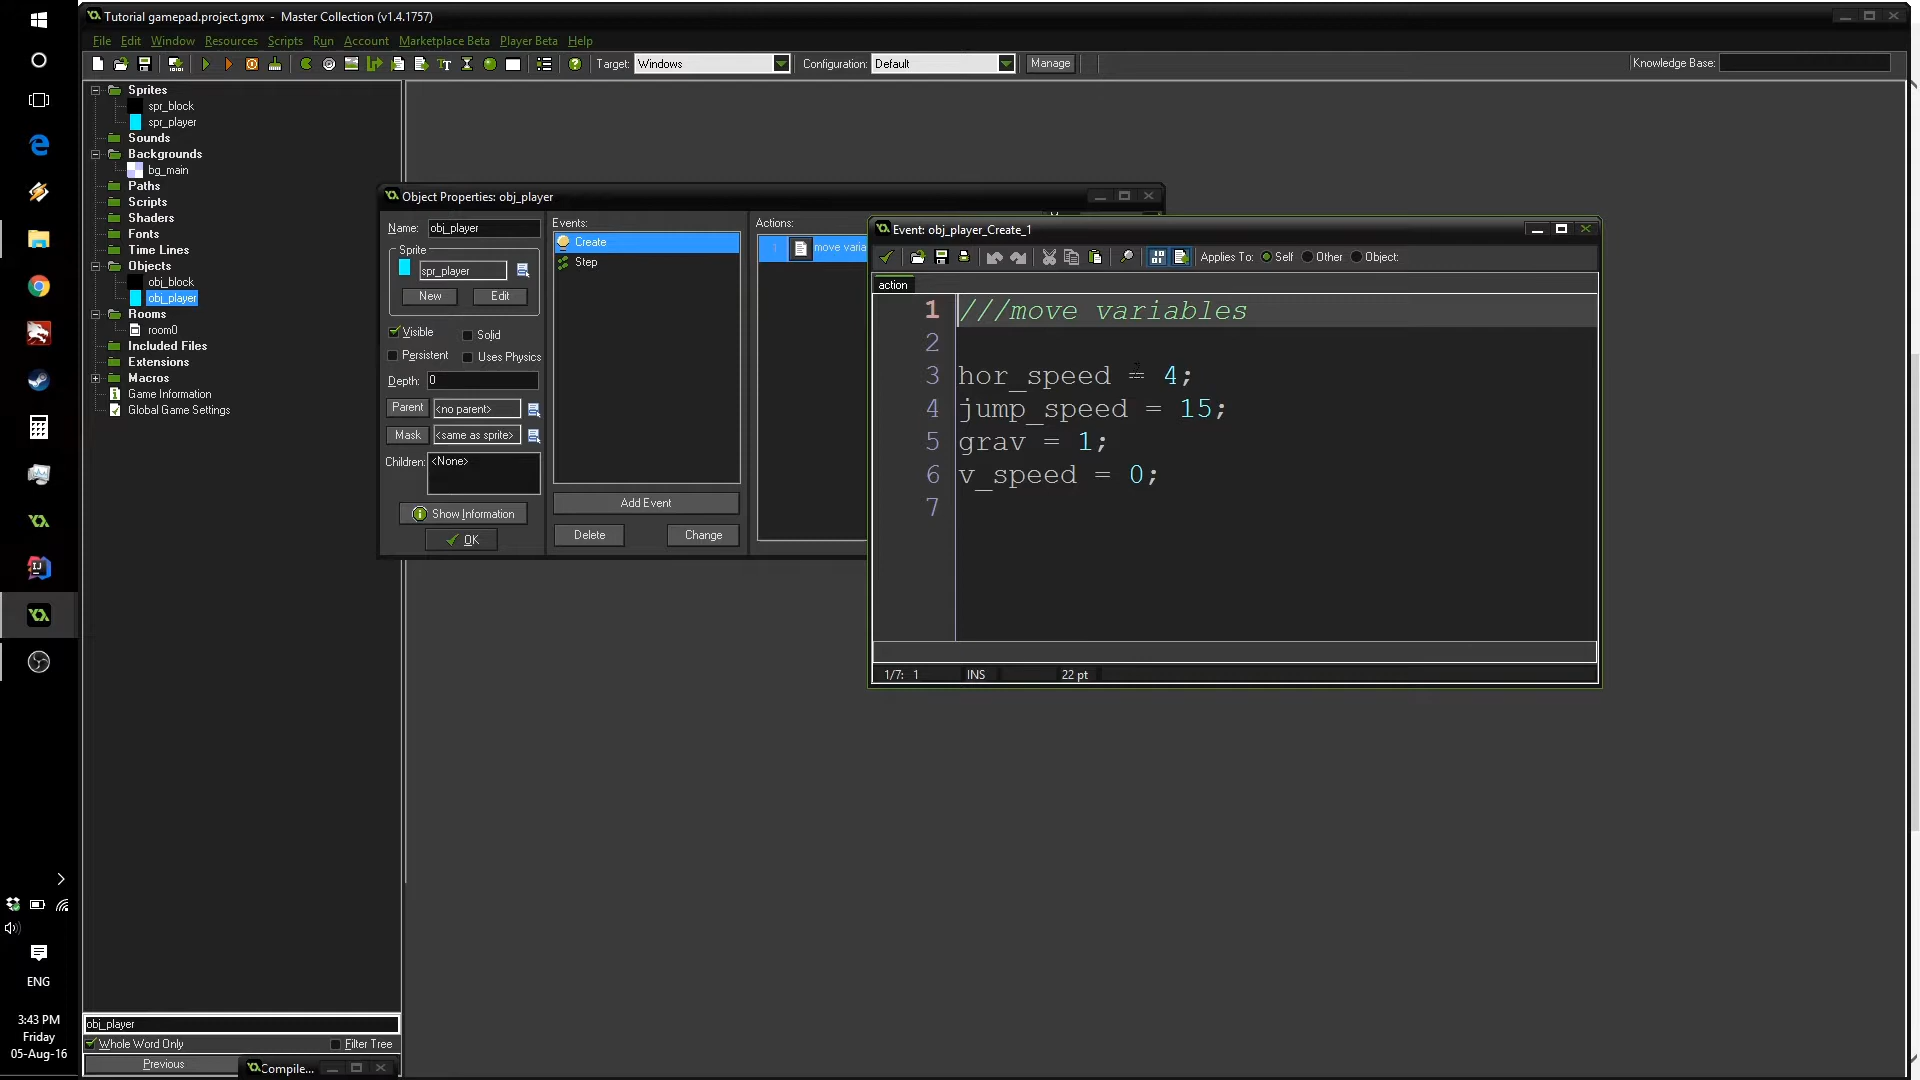 Tutorial gamepad.project.gmx - Master Collection (v1.4.1757)
File Edit Window Resources Scripts Run Account Marketplace Beta Player Beta Help
Target: Windows Configuration: Default Manage Knowledge Base:
Sprites
spr_block
spr_player
Sounds
Backgrounds
bg_main
Paths
Scripts
Shaders
Fonts
Time Lines
Objects
obj_block
obj_player
Rooms
room0
Included Files
Extensions
Macros
Game Information
Global Game Settings
obj_player
Whole Word Only Filter Tree
Previous
Compile...
Object Properties: obj_player
Name: obj_player
Sprite
spr_player
New Edit
Visible Solid
Persistent Uses Physics
Depth: 0
Parent <no parent>
Mask <same as sprite>
Children: <None>
Show Information
OK
Events:
Create
Step
Add Event
Delete Change
Actions:
1 move varia
Event: obj_player_Create_1
Applies To: Self Other Object:
action
1 ///move variables
2
3 hor_speed = 4;
4 jump_speed = 15;
5 grav = 1;
6 v_speed = 0;
7
1/7: 1 INS 22 pt
ENG
3:43 PM
Friday
05-Aug-16